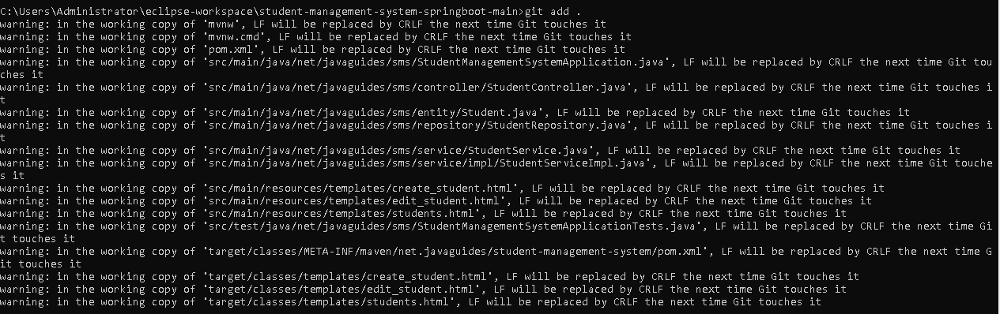 C:\Users\Administrator\eclipse-workspace\student-management-system-springboot-main>git add .
warning: in the working copy of 'mvnw', LF will be replaced by CRLF the next time Git touches it
warning: in the working copy of 'mvnw.cmd', LF will be replaced by CRLF the next time Git touches it
warning: in the working copy of 'pom.xml', LF will be replaced by CRLF the next time Git touches it
warning: in the working copy of 'src/main/java/net/javaguides/sms/StudentManagementSystemApplication.java', LF will be replaced by CRLF the next time Git tou
ches it
warning: in the working copy of 'src/main/java/net/javaguides/sms/controller/StudentController.java', LF will be replaced by CRLF the next time Git touches i
t
warning: in the working copy of 'src/main/java/net/javaguides/sms/entity/Student.java', LF will be replaced by CRLF the next time Git touches it
warning: in the working copy of 'src/main/java/net/javaguides/sms/repository/StudentRepository.java', LF will be replaced by CRLF the next time Git touches i
t
warning: in the working copy of 'src/main/java/net/javaguides/sms/service/StudentService.java', LF will be replaced by CRLF the next time Git touches it
warning: in the working copy of 'src/main/java/net/javaguides/sms/service/impl/StudentServiceImpl.java', LF will be replaced by CRLF the next time Git touche
s it
warning: in the working copy of 'src/main/resources/templates/create_student.html', LF will be replaced by CRLF the next time Git touches it
warning: in the working copy of 'src/main/resources/templates/edit_student.html', LF will be replaced by CRLF the next time Git touches it
warning: in the working copy of 'src/main/resources/templates/students.html', LF will be replaced by CRLF the next time Git touches it
warning: in the working copy of 'src/test/java/net/javaguides/sms/StudentManagementSystemApplicationTests.java', LF will be replaced by CRLF the next time Gi
t touches it
warning: in the working copy of 'target/classes/META-INF/maven/net.javaguides/student-management-system/pom.xml', LF will be replaced by CRLF the next time G
it touches it
warning: in the working copy of 'target/classes/templates/create_student.html', LF will be replaced by CRLF the next time Git touches it
warning: in the working copy of 'target/classes/templates/edit_student.html', LF will be replaced by CRLF the next time Git touches it
warning: in the working copy of 'target/classes/templates/students.html', LF will be replaced by CRLF the next time Git touches it